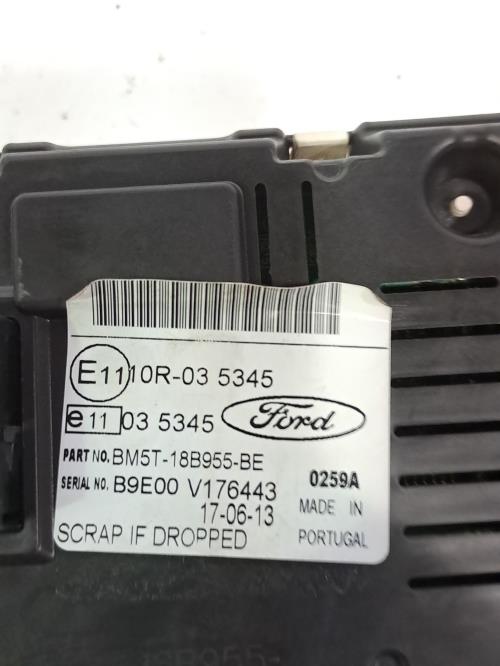 E11 10R-03 5345
e 11 03 5345 Ford
PART NO. BM5T-18B955-BE
SERIAL NO. B9E00 V176443 0259A
17-06-13 MADE IN
SCRAP IF DROPPED PORTUGAL